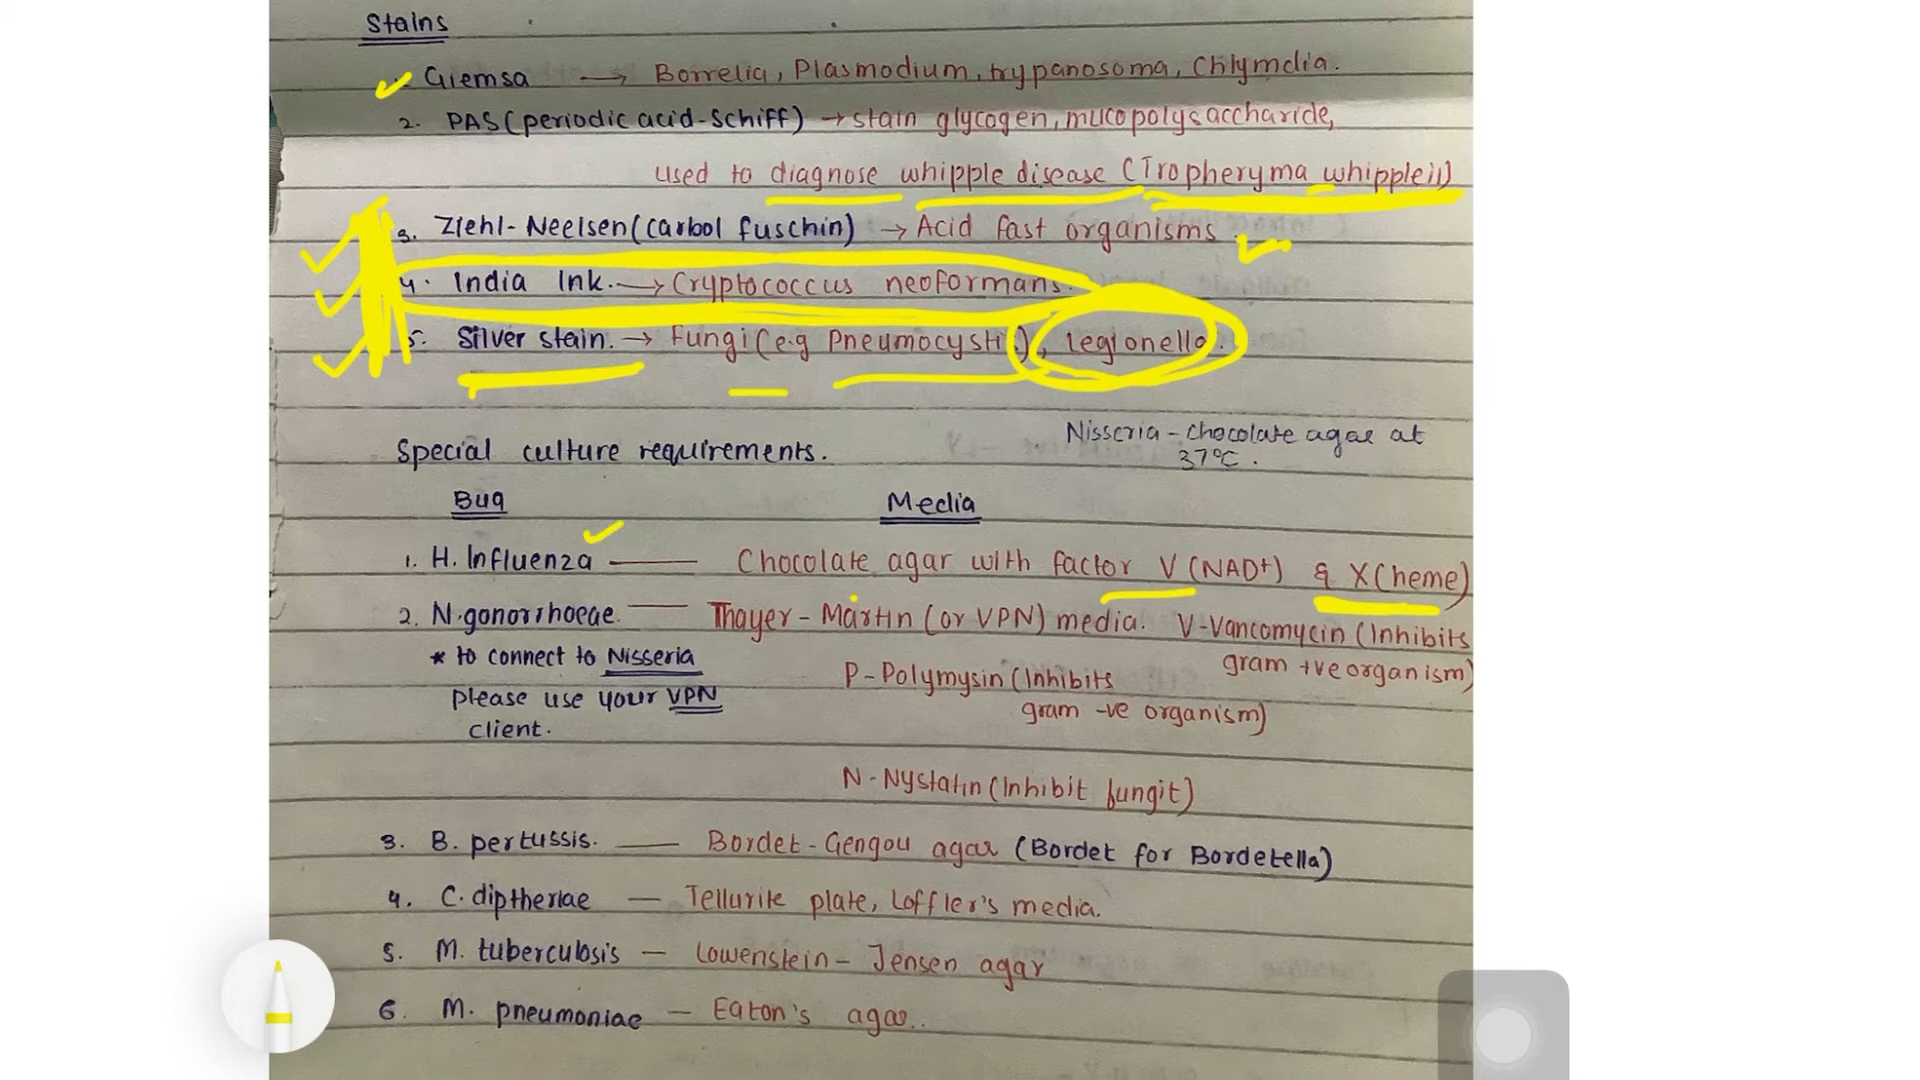 Stains
1. Giemsa → Borrelia, Plasmodium, trypanosoma, Chlymdia.
2. PAS (periodic acid-Schiff) → stain glycogen, mucopolysaccharide,
used to diagnose whipple disease (Tropheryma whipplei)
3. Ziehl-Neelsen (carbol fuschin) → Acid fast organisms
4. India Ink. → Cryptococcus neoformans.
5. Silver stain. → Fungi (e.g Pneumocysti), legionella.
Nisseria - chocolate agar at
37°C.
Special culture requirements.
Bug Media
1. H. Influenza — Chocolate agar with factor V (NAD+) & X (heme)
2. N. gonorrhoeae. — Thayer-Martin (or VPN) media. V-Vancomycin (Inhibits
gram +ve organism)
* to connect to Nisseria
please use your VPN
client.
P-Polymysin (Inhibits
gram -ve organism)
N-Nystatin (Inhibit fungit)
3. B. pertussis. — Bordet-Gengou agar (Bordet for Bordetella)
4. C. diptheriae — Tellurite plate, Loffler's media.
5. M. tuberculosis — Lowenstein-Jensen agar
6. M. pneumoniae — Eaton's agar..